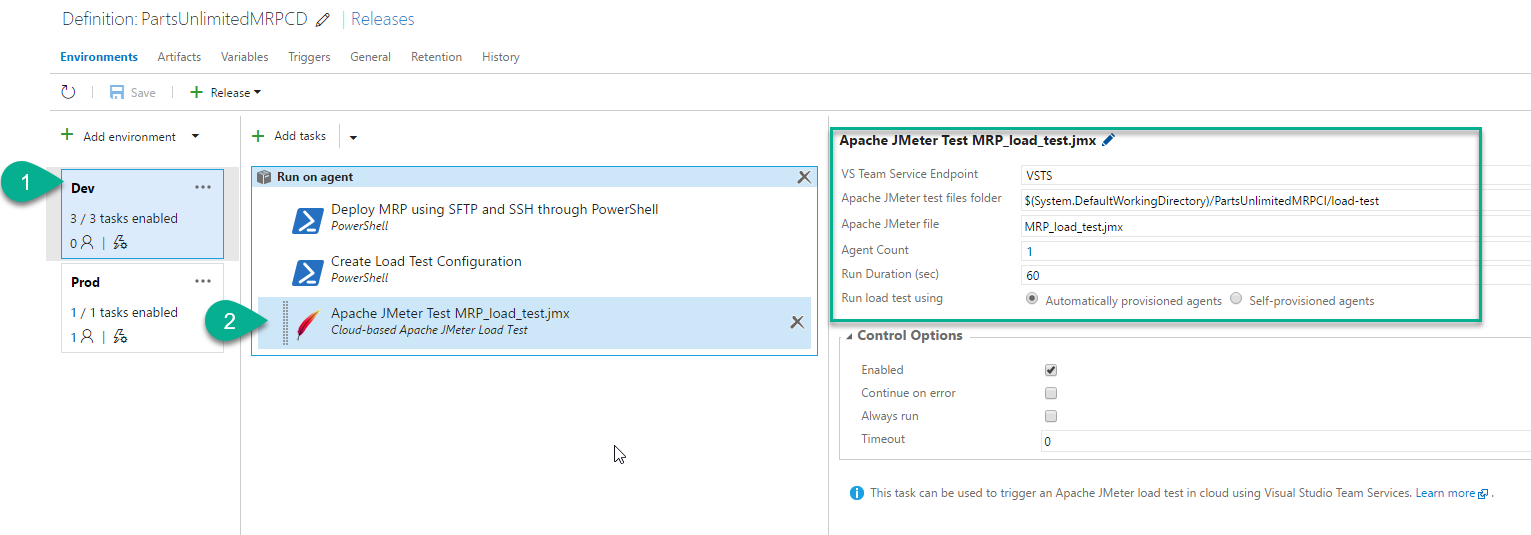 Definition: PartsUnlimitedMRPCD | Releases
Environments Artifacts Variables Triggers General Retention History
Save + Release
+ Add environment
+ Add tasks
1
Dev
3 / 3 tasks enabled
0
Prod
1 / 1 tasks enabled
1
Run on agent
Deploy MRP using SFTP and SSH through PowerShell
PowerShell
Create Load Test Configuration
PowerShell
2
Apache JMeter Test MRP_load_test.jmx
Cloud-based Apache JMeter Load Test
Apache JMeter Test MRP_load_test.jmx
VS Team Service Endpoint VSTS
Apache JMeter test files folder $(System.DefaultWorkingDirectory)/PartsUnlimitedMRPCI/load-test
Apache JMeter file MRP_load_test.jmx
Agent Count 1
Run Duration (sec) 60
Run load test using Automatically provisioned agents Self-provisioned agents
Control Options
Enabled
Continue on error
Always run
Timeout 0
This task can be used to trigger an Apache JMeter load test in cloud using Visual Studio Team Services. Learn more .